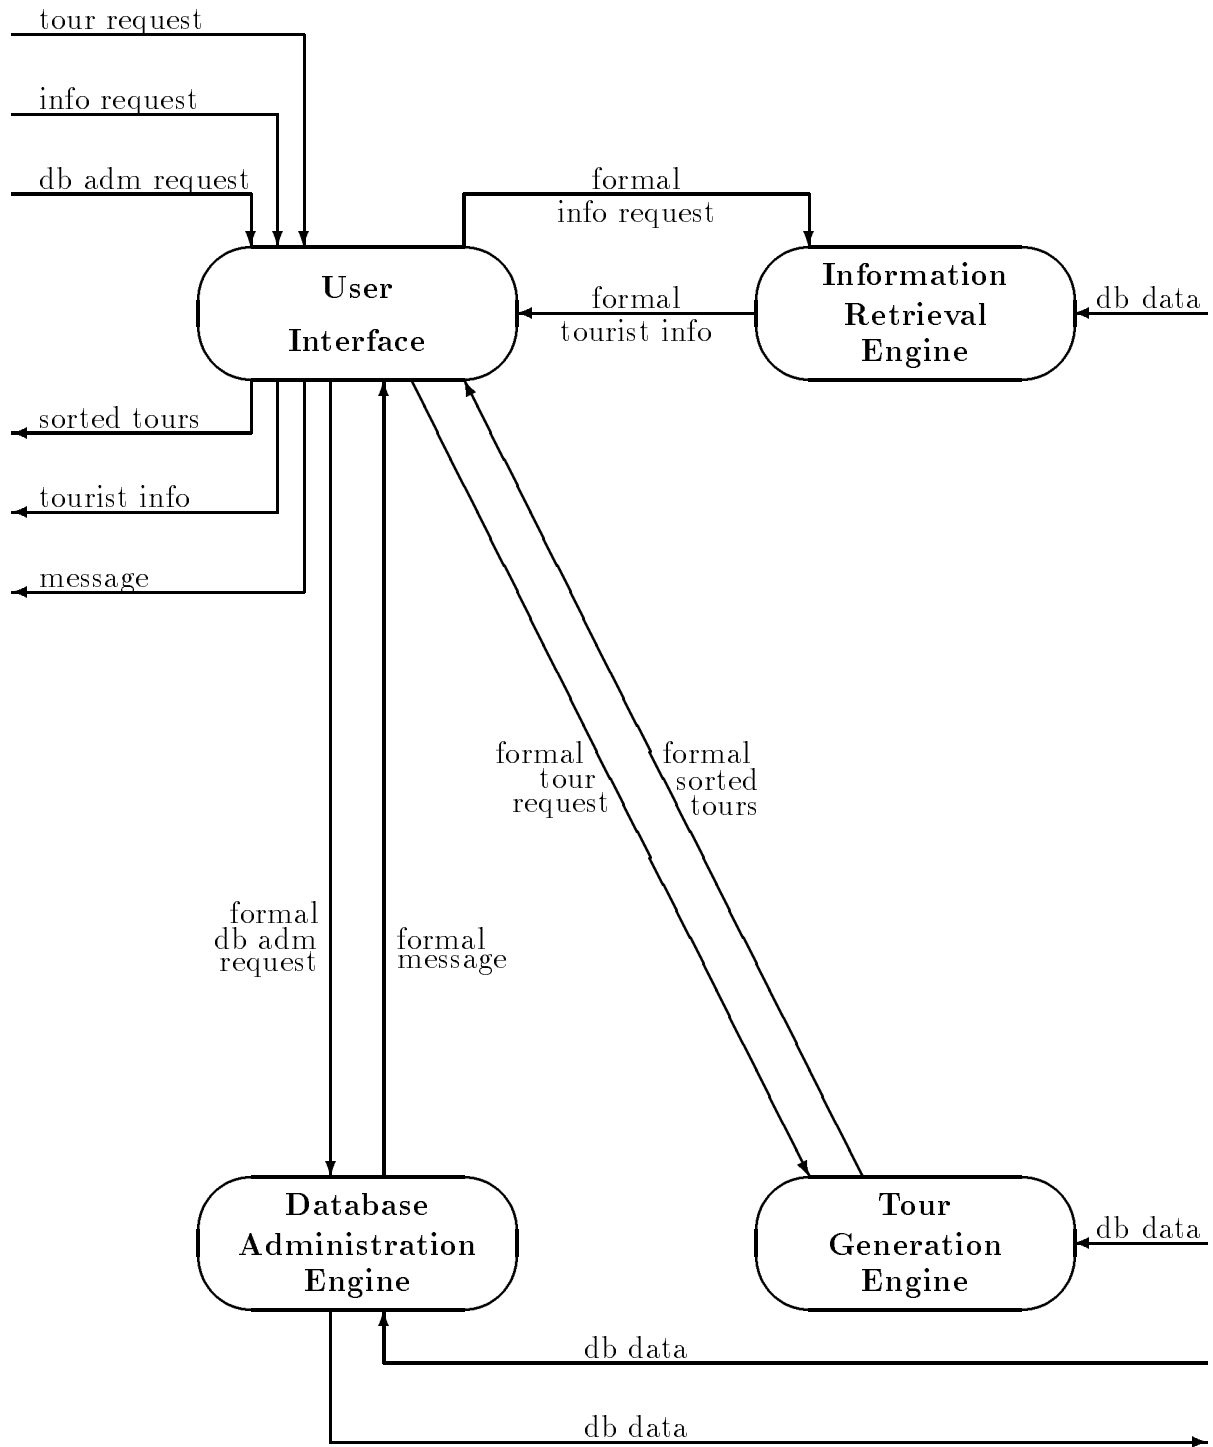 tour request
info request
db adm request
formal
info request
User
Interface
formal
tourist info
Information
Retrieval
Engine
db data
sorted tours
tourist info
message
formal
tour
request
formal
sorted
tours
formal
db adm
request
formal
message
Database
Administration
Engine
Tour
Generation
Engine
db data
db data
db data